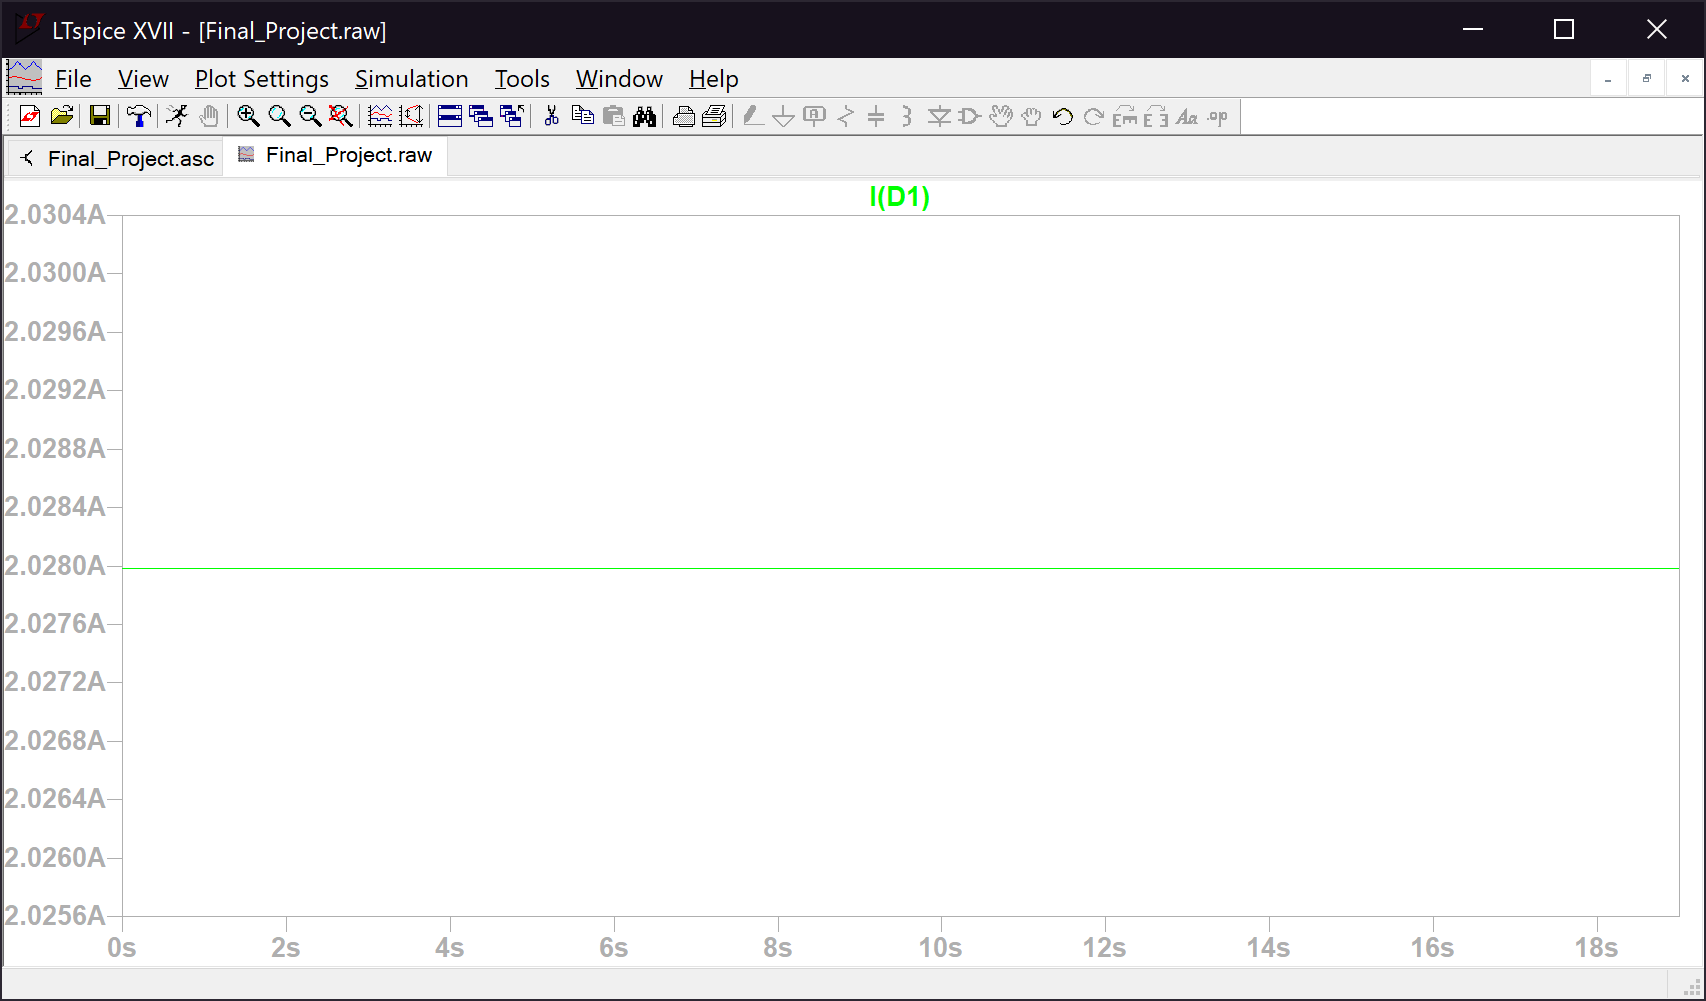 LTspice XVII - [Final_Project.raw]
File View Plot Settings Simulation Tools Window Help
Final_Project.asc Final_Project.raw
I(D1)
2.0304A
2.0300A
2.0296A
2.0292A
2.0288A
2.0284A
2.0280A
2.0276A
2.0272A
2.0268A
2.0264A
2.0260A
2.0256A
0s 2s 4s 6s 8s 10s 12s 14s 16s 18s